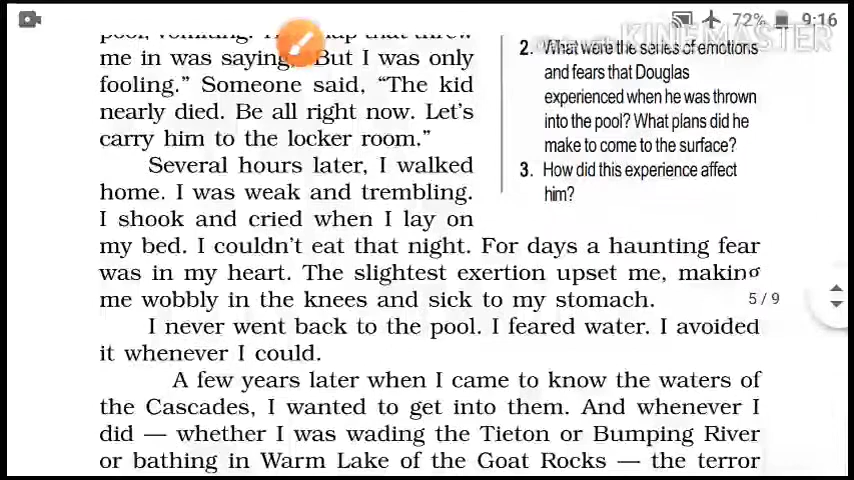 72% 9:16
KINEMASTER
pool, vomiting. that threw
me in was saying, "But I was only
fooling." Someone said, "The kid
nearly died. Be all right now. Let's
carry him to the locker room."
Several hours later, I walked
home. I was weak and trembling.
I shook and cried when I lay on
my bed. I couldn't eat that night. For days a haunting fear
was in my heart. The slightest exertion upset me, making
me wobbly in the knees and sick to my stomach.
I never went back to the pool. I feared water. I avoided
it whenever I could.
A few years later when I came to know the waters of
the Cascades, I wanted to get into them. And whenever I
did — whether I was wading the Tieton or Bumping River
or bathing in Warm Lake of the Goat Rocks — the terror
2. What were the series of emotions
and fears that Douglas
experienced when he was thrown
into the pool? What plans did he
make to come to the surface?
3. How did this experience affect
him?
5 / 9